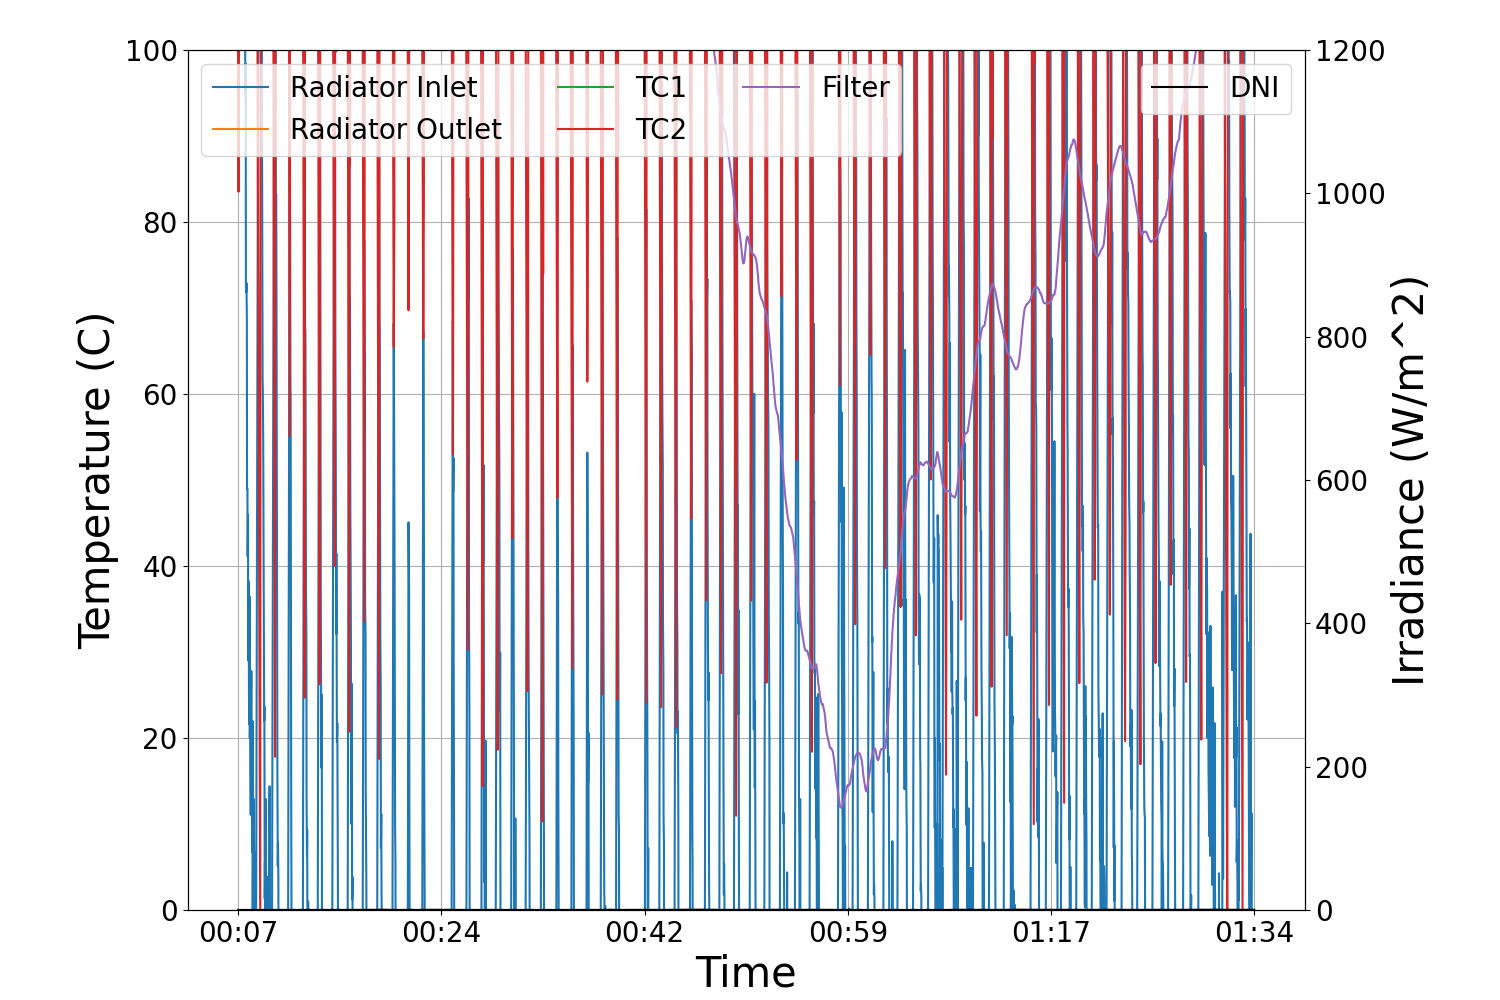 100
80
60
40
20
0
Temperature (C)
Radiator Inlet
Radiator Outlet
TC1
TC2
Filter
DNI
1200
1000
800
600
400
200
0
Irradiance (W/m^2)
00:07
00:24
00:42
00:59
01:17
01:34
Time